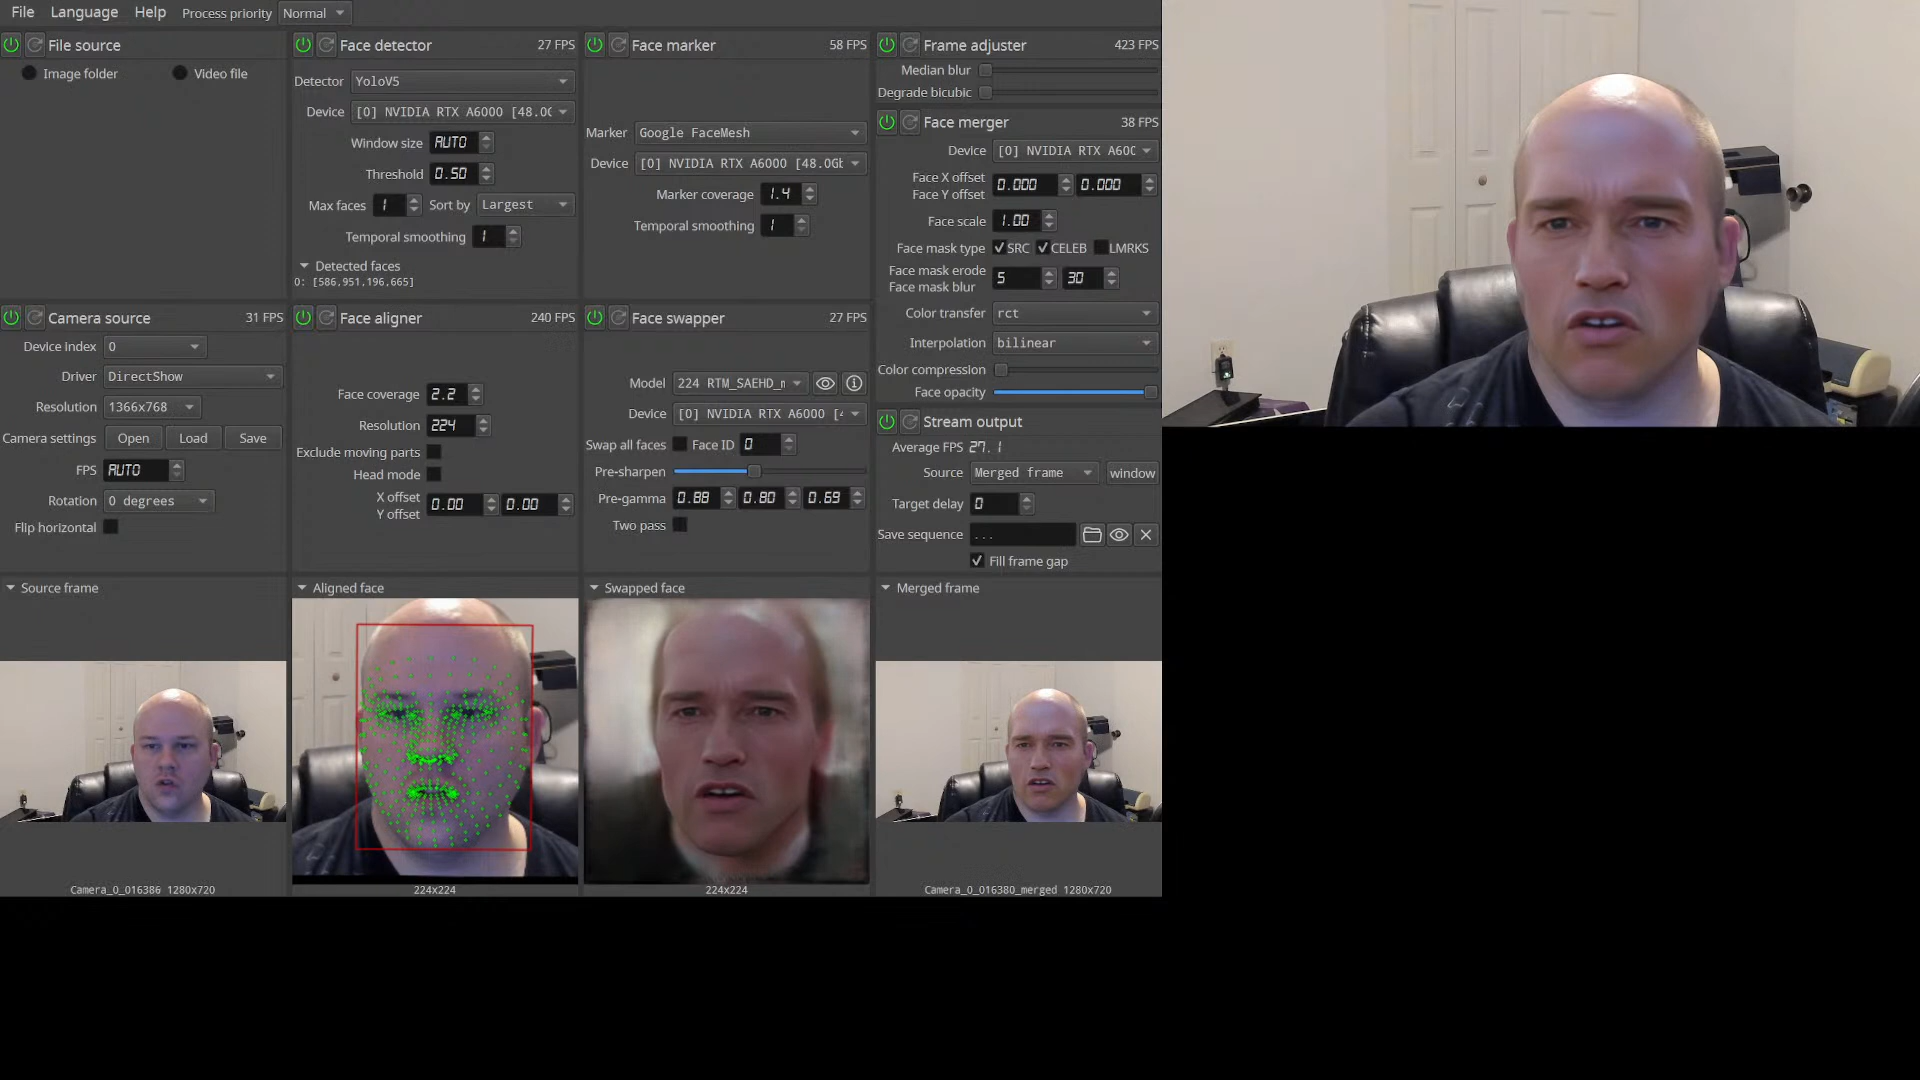 File Language Help Process priority Normal
File source
Image folder Video file
Face detector 27 FPS
Detector YoloV5
Device [0] NVIDIA RTX A6000 [48.0G
Window size AUTO
Threshold 0.50
Max faces 1 Sort by Largest
Temporal smoothing 1
Detected faces
0: [586,951,196,665]
Face marker 58 FPS
Marker Google FaceMesh
Device [0] NVIDIA RTX A6000 [48.0Gb
Marker coverage 1.4
Temporal smoothing 1
Frame adjuster 423 FPS
Median blur
Degrade bicubic
Face merger 38 FPS
Device [0] NVIDIA RTX A600
Face X offset
Face Y offset
0.000 0.000
Face scale 1.00
Face mask type SRC CELEB LMRKS
Face mask erode
Face mask blur
5 30
Color transfer rct
Interpolation bilinear
Color compression
Face opacity
Camera source 31 FPS
Device index 0
Driver DirectShow
Resolution 1366x768
Camera settings Open Load Save
FPS AUTO
Rotation 0 degrees
Flip horizontal
Face aligner 240 FPS
Face coverage 2.2
Resolution 224
Exclude moving parts
Head mode
X offset
Y offset
0.00 0.00
Face swapper 27 FPS
Model 224 RTM_SAEHD_
Device [0] NVIDIA RTX A6000 [4
Swap all faces Face ID 0
Pre-sharpen
Pre-gamma 0.88 0.80 0.69
Two pass
Stream output
Average FPS 27.1
Source Merged frame window
Target delay 0
Save sequence ...
Fill frame gap
Source frame
Camera_0_016386 1280x720
Aligned face
224x224
Swapped face
224x224
Merged frame
Camera_0_016380_merged 1280x720